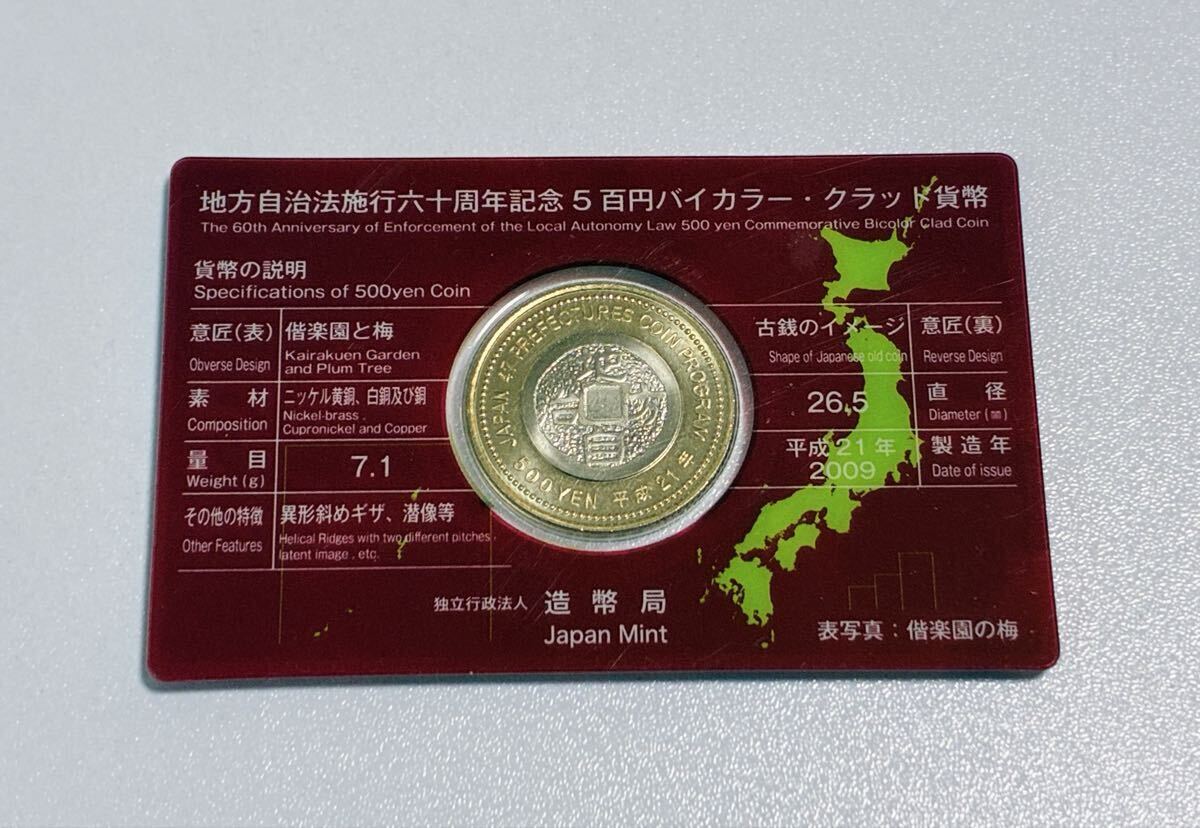 地方自治法施行六十周年記念５百円バイカラー・クラッド貨幣
The 60th Anniversary of Enforcement of the Local Autonomy Law 500 yen Commemorative Bicolor Clad Coin
貨幣の説明
Specifications of 500yen Coin
意匠(表) 偕楽園と梅
Obverse Design Kairakuen Garden
and Plum Tree
素材 ニッケル黄銅、白銅及び銅
Composition Nickel-brass,
Cupronickel and Copper
量目 7.1
Weight (g)
その他の特徴 異形斜めギザ、潜像等
Other Features Helical Ridges with two different pitches,
latent image, etc.
JAPAN 47 PREFECTURES COIN PROGRAM
500 YEN 平成21年
古銭のイメージ 意匠(裏)
Shape of Japanese old coin Reverse Design
26.5 直径
Diameter (㎜)
平成21年 製造年
2009 Date of issue
独立行政法人 造幣局
Japan Mint
表写真：偕楽園の梅